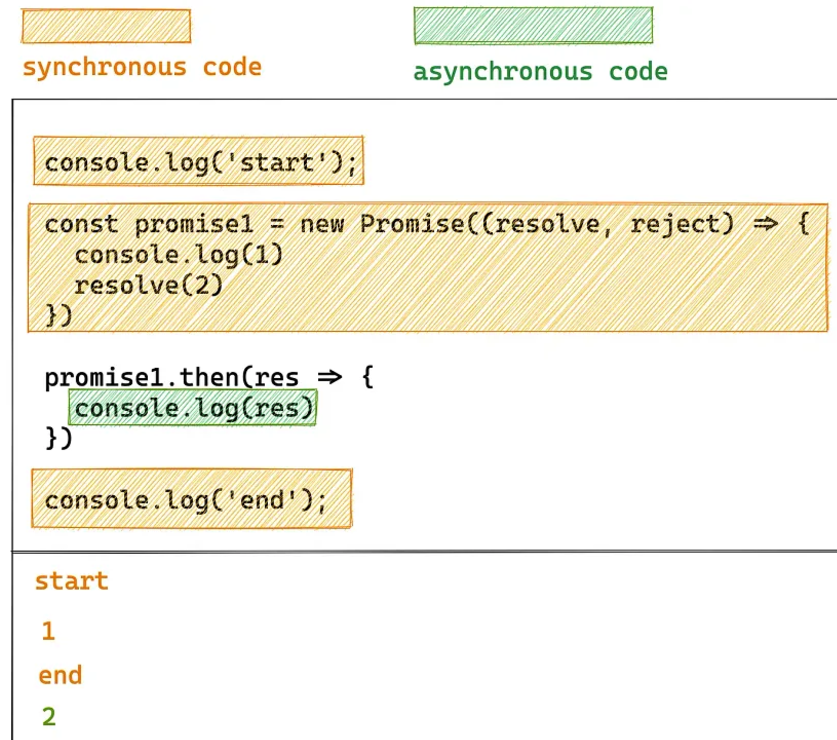 synchronous code
asynchronous code
console.log('start');
const promise1 = new Promise((resolve, reject) => {
  console.log(1)
  resolve(2)
})
promise1.then(res => {
  console.log(res)
})
console.log('end');
start
1
end
2